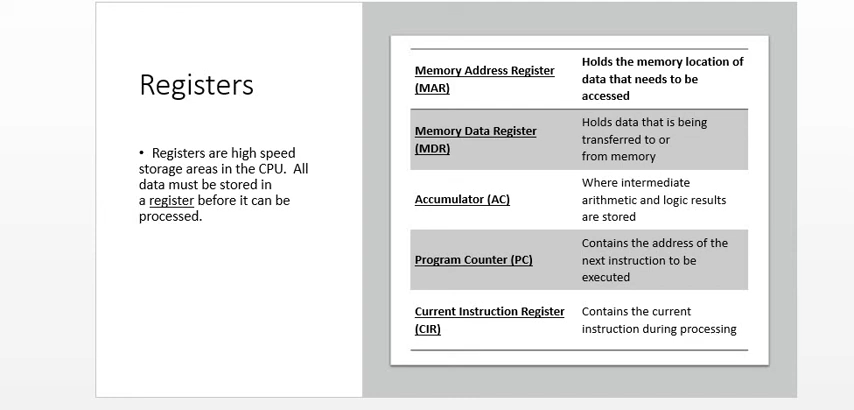 Registers
• Registers are high speed
storage areas in the CPU. All
data must be stored in
a register before it can be
processed.
Memory Address Register
(MAR)
Holds the memory location of
data that needs to be
accessed
Memory Data Register
(MDR)
Holds data that is being
transferred to or
from memory
Accumulator (AC)
Where intermediate
arithmetic and logic results
are stored
Program Counter (PC)
Contains the address of the
next instruction to be
executed
Current Instruction Register
(CIR)
Contains the current
instruction during processing